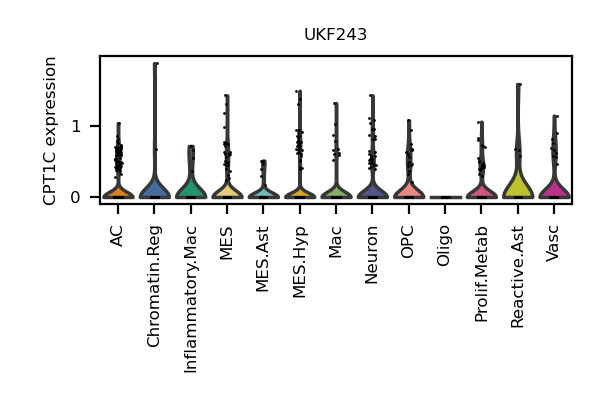 UKF243
CPT1C expression
1
0
AC
Chromatin.Reg
Inflammatory.Mac
MES
MES.Ast
MES.Hyp
Mac
Neuron
OPC
Oligo
Prolif.Metab
Reactive.Ast
Vasc